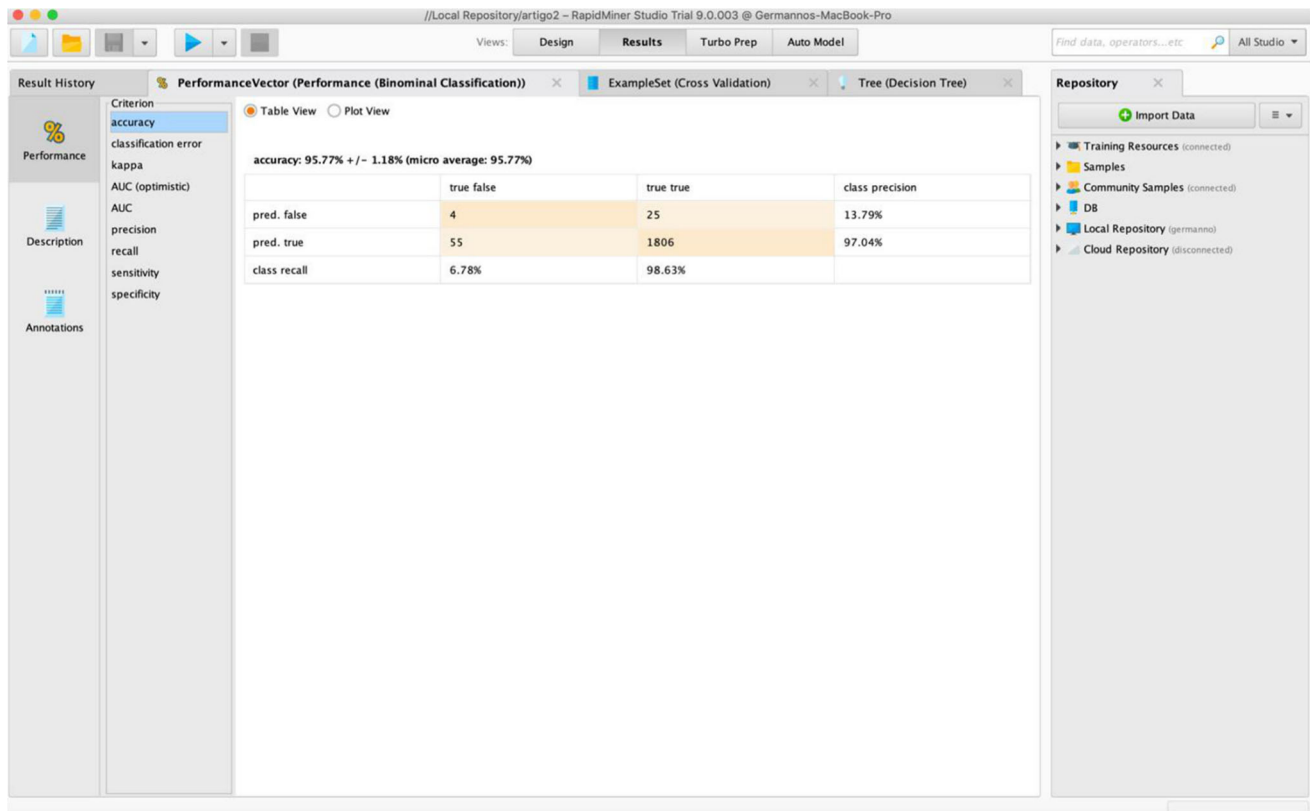 //Local Repository/artigo2 – RapidMiner Studio Trial 9.0.003 @ Germannos-MacBook-Pro
Views: Design Results Turbo Prep Auto Model
Find data, operators...etc All Studio
Result History
PerformanceVector (Performance (Binominal Classification))
ExampleSet (Cross Validation)
Tree (Decision Tree)
Repository
Performance
Description
Annotations
Criterion
accuracy
classification error
kappa
AUC (optimistic)
AUC
precision
recall
sensitivity
specificity
Table View Plot View
accuracy: 95.77% +/- 1.18% (micro average: 95.77%)
true false true true class precision
pred. false 4 25 13.79%
pred. true 55 1806 97.04%
class recall 6.78% 98.63%
Import Data
Training Resources (connected)
Samples
Community Samples (connected)
DB
Local Repository (germanno)
Cloud Repository (disconnected)